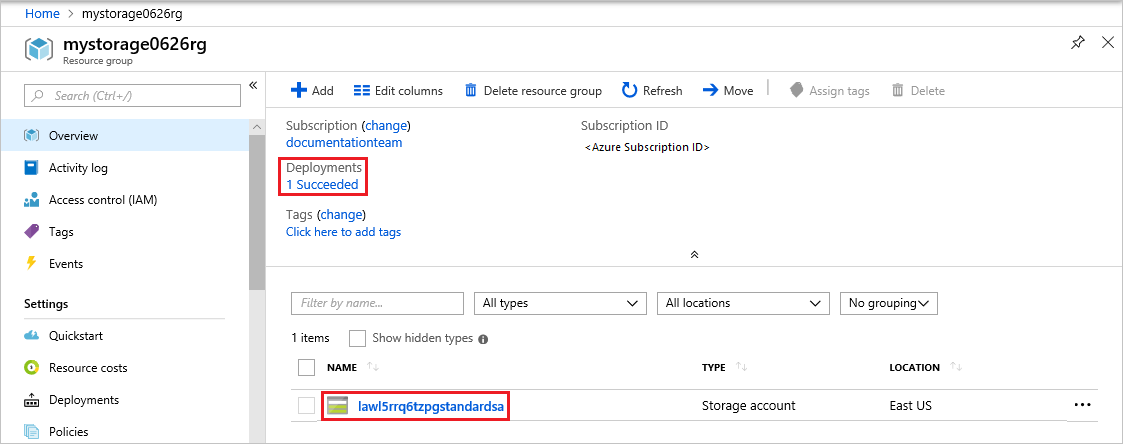 Home > mystorage0626rg
mystorage0626rg
Resource group
Search (Ctrl+/)
«
Overview
Activity log
Access control (IAM)
Tags
Events
Settings
Quickstart
Resource costs
Deployments
Policies
Add Edit columns Delete resource group Refresh Move Assign tags Delete
Subscription (change)
documentationteam
Subscription ID
<Azure Subscription ID>
Deployments
1 Succeeded
Tags (change)
Click here to add tags
Filter by name... All types All locations No grouping
1 items Show hidden types
NAME TYPE LOCATION
lawl5rrq6tzpgstandardsa Storage account East US